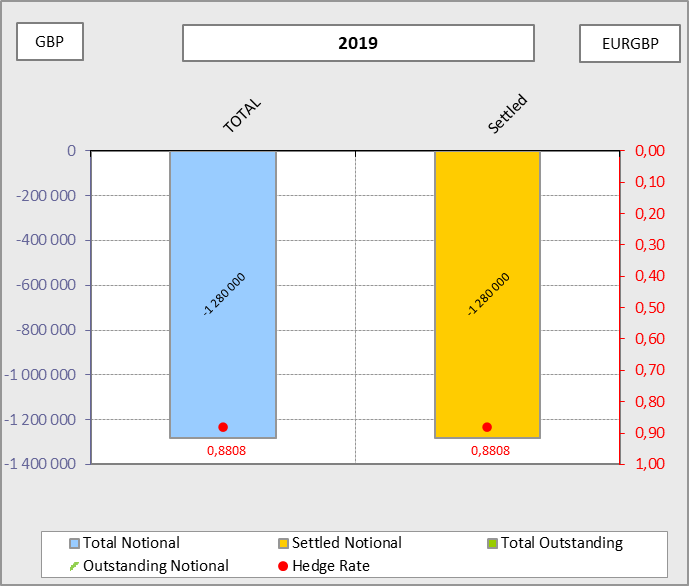 GBP
2019
EURGBP
TOTAL
Settled
0
-200 000
-400 000
-600 000
-800 000
-1 000 000
-1 200 000
-1 400 000
-1 280 000
-1 280 000
0,8808
0,8808
0,00
0,10
0,20
0,30
0,40
0,50
0,60
0,70
0,80
0,90
1,00
Total Notional
Settled Notional
Total Outstanding
Outstanding Notional
Hedge Rate